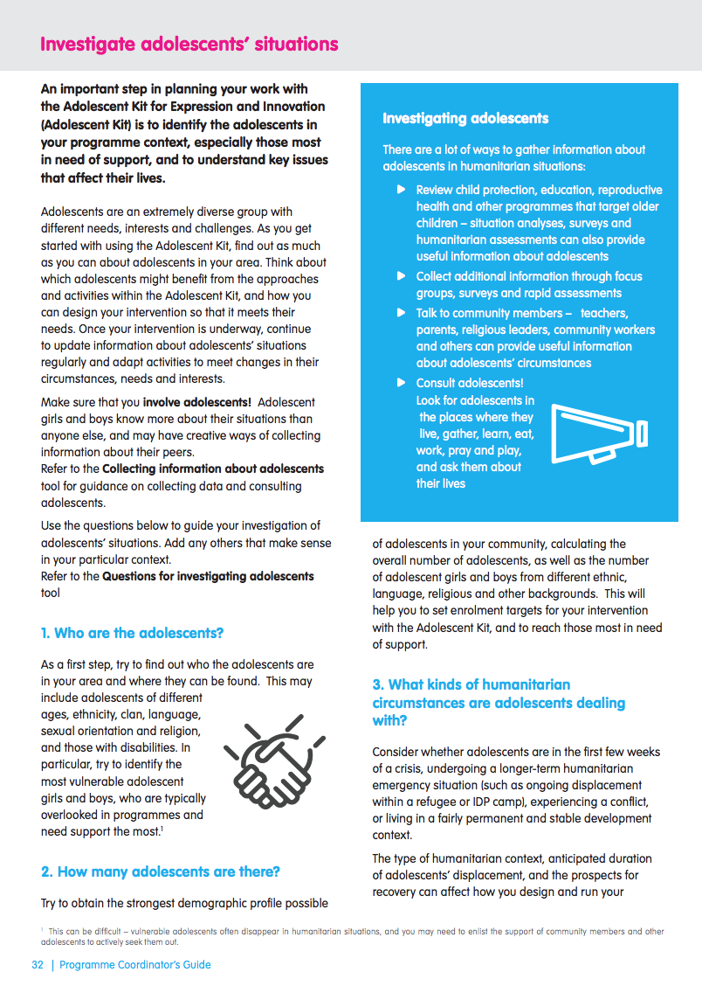 Investigate adolescents’ situations
An important step in planning your work with
the Adolescent Kit for Expression and Innovation
(Adolescent Kit) is to identify the adolescents in
your programme context, especially those most
in need of support, and to understand key issues
that affect their lives.
Adolescents are an extremely diverse group with
different needs, interests and challenges. As you get
started with using the Adolescent Kit, find out as much
as you can about adolescents in your area. Think about
which adolescents might benefit from the approaches
and activities within the Adolescent Kit, and how you
can design your intervention so that it meets their
needs. Once your intervention is underway, continue
to update information about adolescents’ situations
regularly and adapt activities to meet changes in their
circumstances, needs and interests.
Make sure that you involve adolescents! Adolescent
girls and boys know more about their situations than
anyone else, and may have creative ways of collecting
information about their peers.
Refer to the Collecting information about adolescents
tool for guidance on collecting data and consulting
adolescents.
Use the questions below to guide your investigation of
adolescents’ situations. Add any others that make sense
in your particular context.
Refer to the Questions for investigating adolescents
tool
1. Who are the adolescents?
As a first step, try to find out who the adolescents are
in your area and where they can be found. This may
include adolescents of different
ages, ethnicity, clan, language,
sexual orientation and religion,
and those with disabilities. In
particular, try to identify the
most vulnerable adolescent
girls and boys, who are typically
overlooked in programmes and
need support the most.1
2. How many adolescents are there?
Try to obtain the strongest demographic profile possible
Investigating adolescents
There are a lot of ways to gather information about
adolescents in humanitarian situations:
Review child protection, education, reproductive
health and other programmes that target older
children – situation analyses, surveys and
humanitarian assessments can also provide
useful information about adolescents
Collect additional information through focus
groups, surveys and rapid assessments
Talk to community members – teachers,
parents, religious leaders, community workers
and others can provide useful information
about adolescents’ circumstances
Consult adolescents!
Look for adolescents in
the places where they
live, gather, learn, eat,
work, pray and play,
and ask them about
their lives
of adolescents in your community, calculating the
overall number of adolescents, as well as the number
of adolescent girls and boys from different ethnic,
language, religious and other backgrounds. This will
help you to set enrolment targets for your intervention
with the Adolescent Kit, and to reach those most in need
of support.
3. What kinds of humanitarian
circumstances are adolescents dealing
with?
Consider whether adolescents are in the first few weeks
of a crisis, undergoing a longer-term humanitarian
emergency situation (such as ongoing displacement
within a refugee or IDP camp), experiencing a conflict,
or living in a fairly permanent and stable development
context.
The type of humanitarian context, anticipated duration
of adolescents’ displacement, and the prospects for
recovery can affect how you design and run your
1 This can be difficult – vulnerable adolescents often disappear in humanitarian situations, and you may need to enlist the support of community members and other
adolescents to actively seek them out.
32 | Programme Coordinator’s Guide